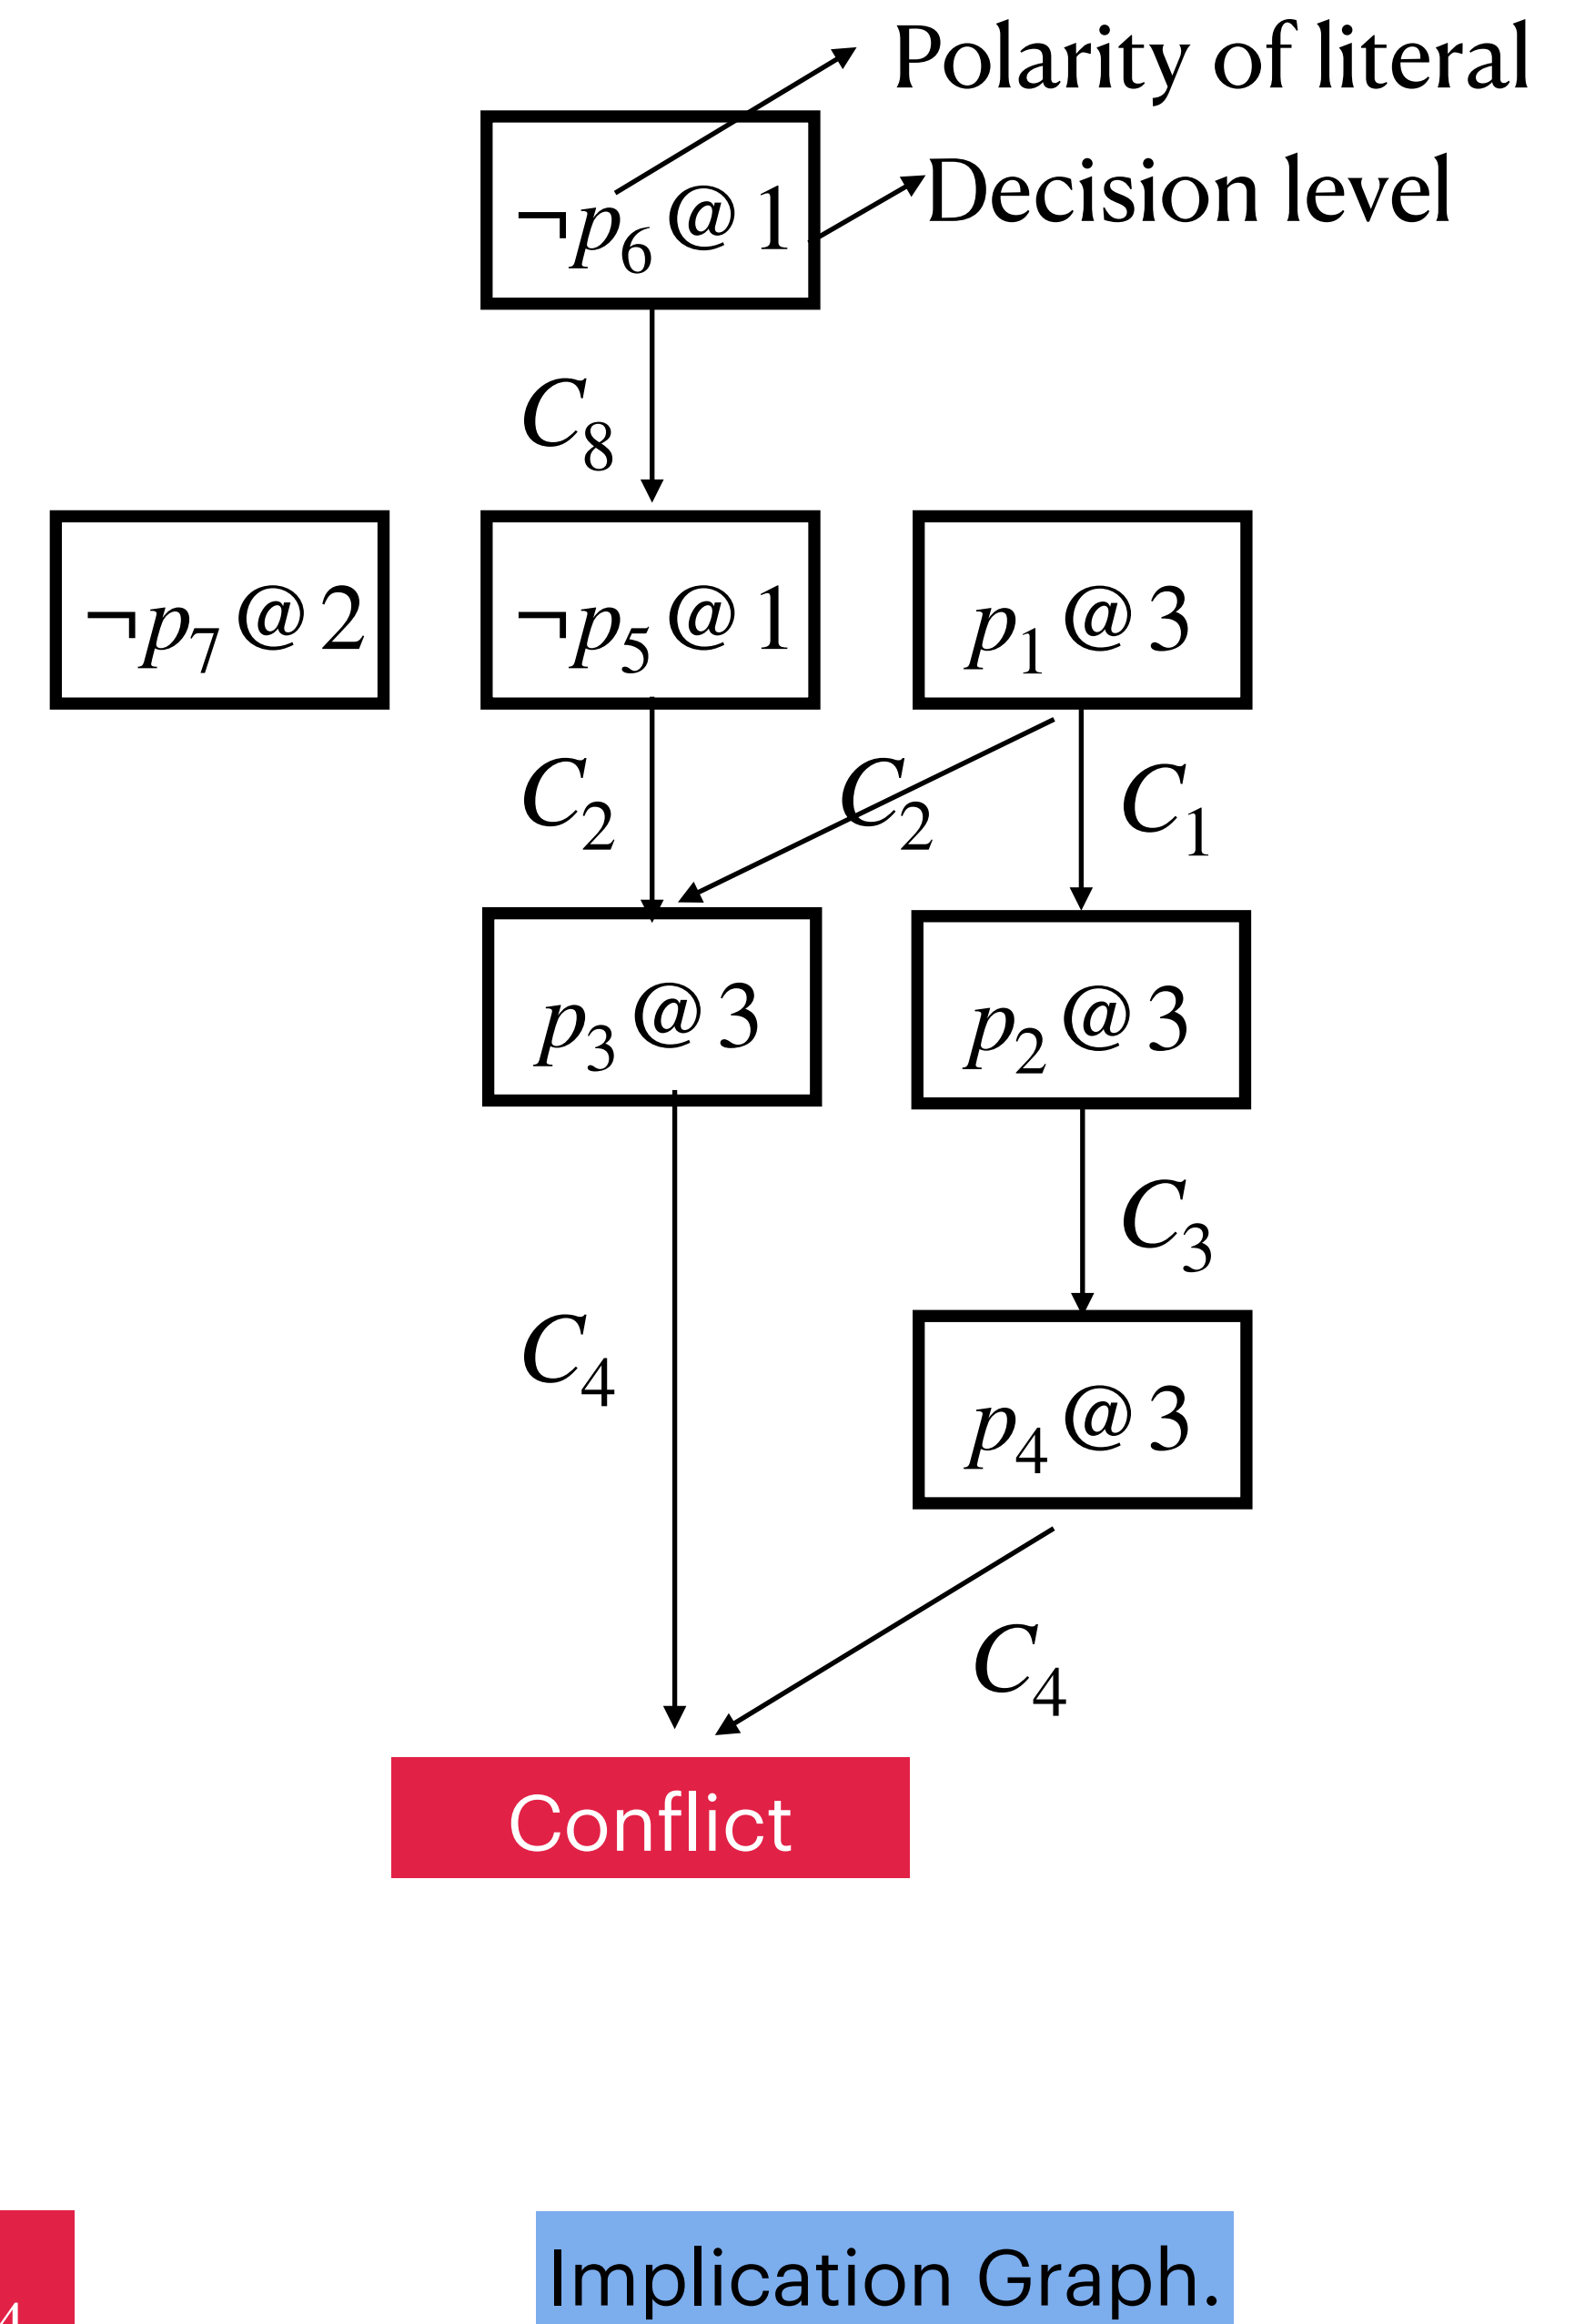 Polarity of literal
¬p₆@1 Decision level
C₈
¬p₇@2 ¬p₅@1 p₁@3
C₂ C₂ C₁
p₃@3 p₂@3
C₃
C₄
p₄@3
C₄
Conflict
Implication Graph.
4